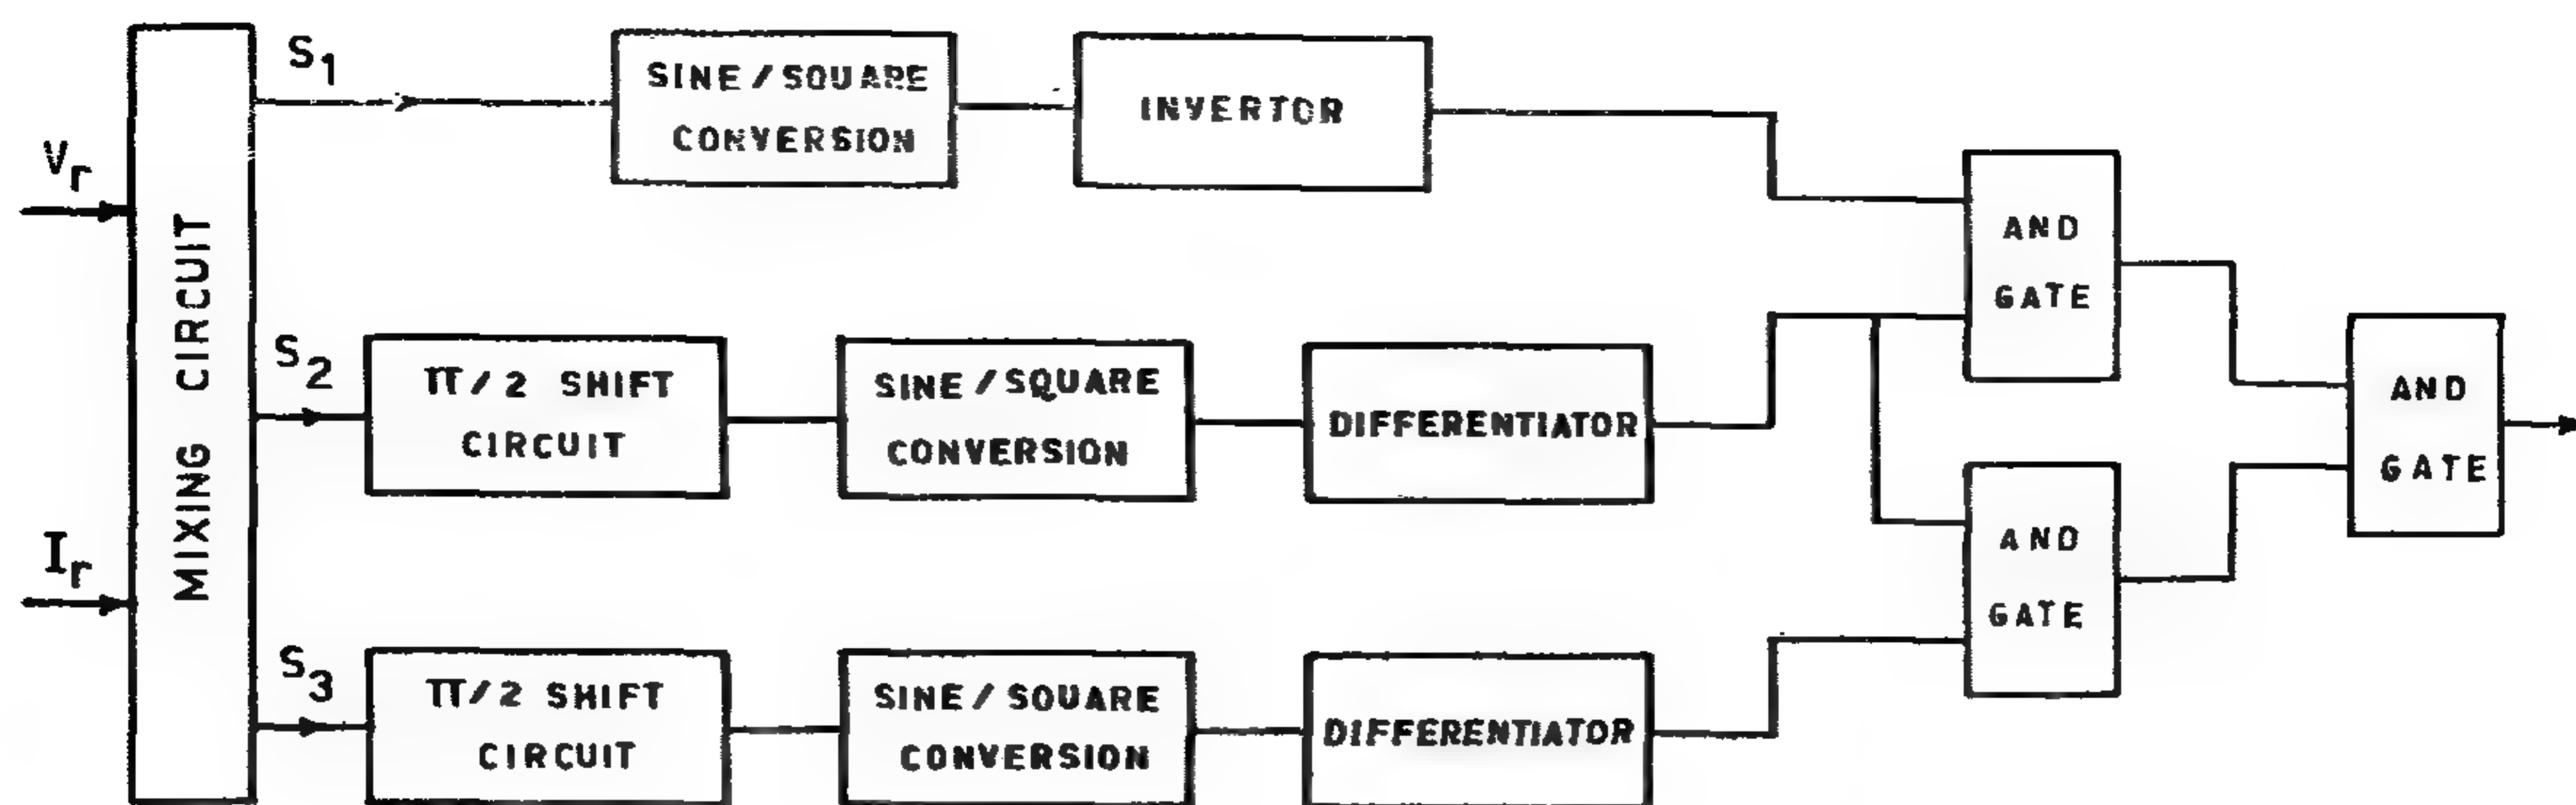 S1
SINE / SQUARE
CONVERSION
INVERTOR
Vr
AND
GATE
MIXING CIRCUIT
S2
π/2 SHIFT
CIRCUIT
SINE / SQUARE
CONVERSION
DIFFERENTIATOR
AND
GATE
Ir
AND
GATE
S3
π/2 SHIFT
CIRCUIT
SINE / SQUARE
CONVERSION
DIFFERENTIATOR